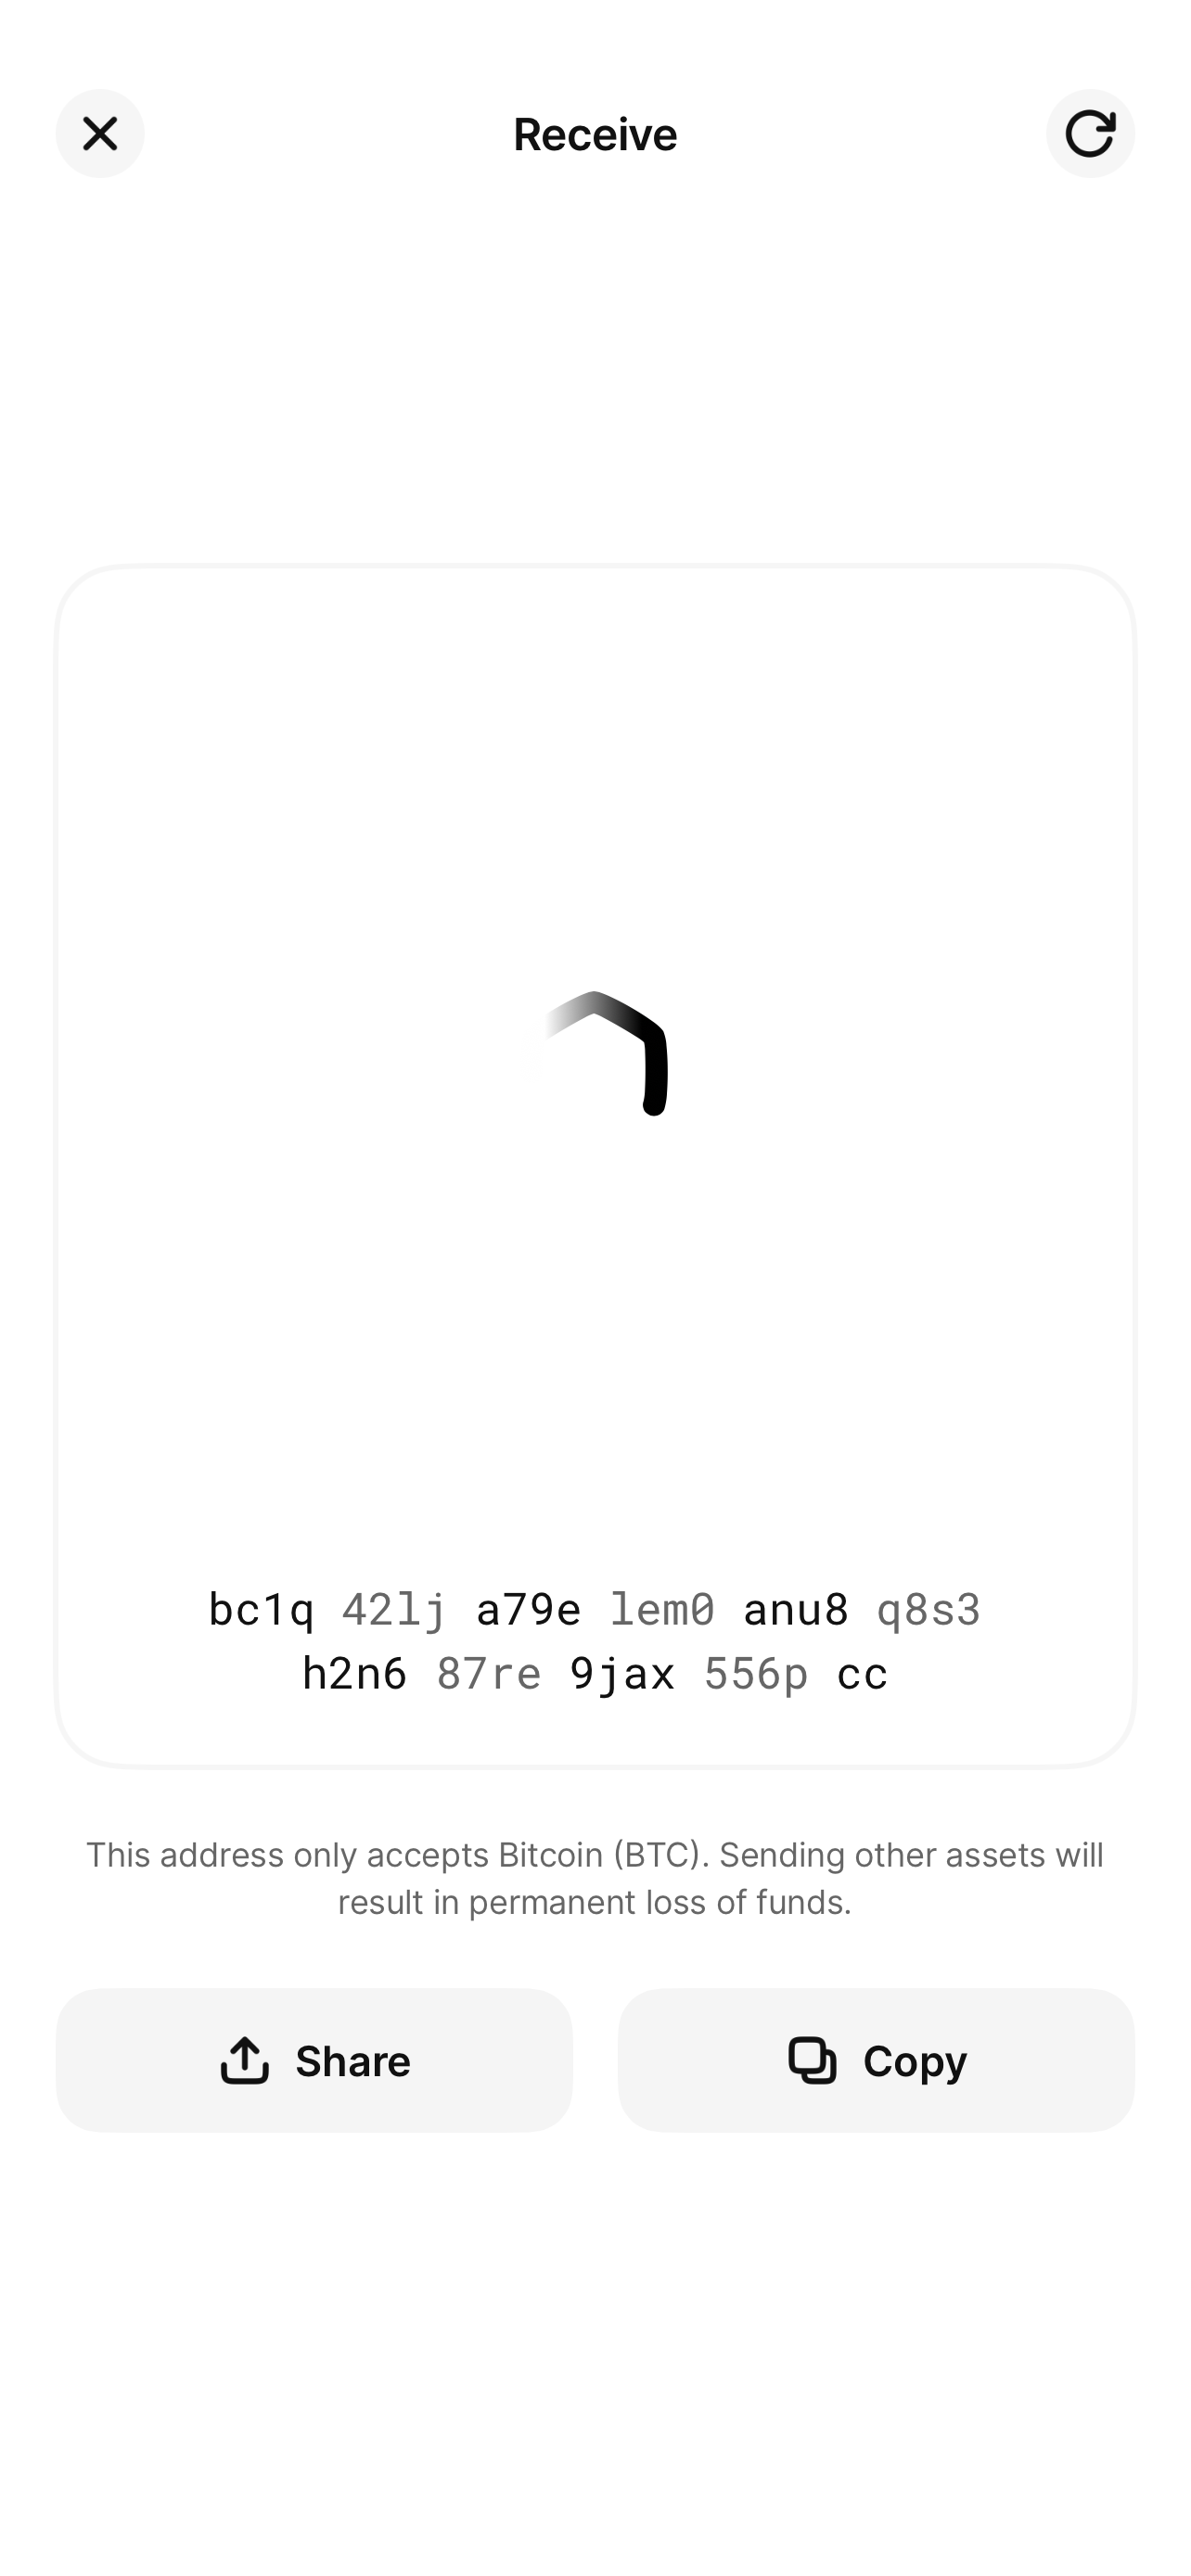 Receive
bc1q 42lj a79e lem0 anu8 q8s3
h2n6 87re 9jax 556p cc
This address only accepts Bitcoin (BTC). Sending other assets will
result in permanent loss of funds.
Share
Copy